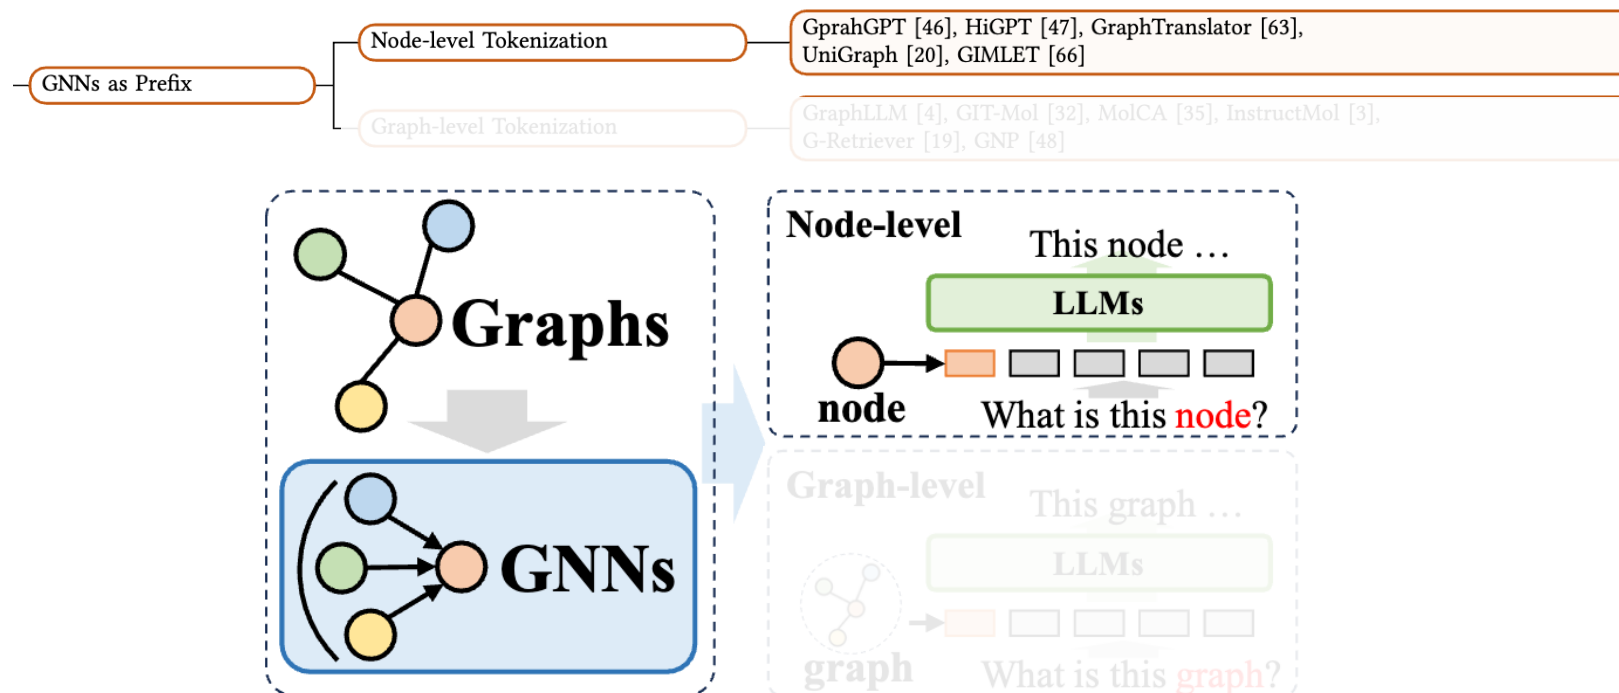 GNNs as Prefix
Node-level Tokenization
GprahGPT [46], HiGPT [47], GraphTranslator [63],
UniGraph [20], GIMLET [66]
Graph-level Tokenization
GraphLLM [4], GIT-Mol [32], MolCA [35], InstructMol [3],
G-Retriever [19], GNP [48]
Graphs
GNNs
Node-level
This node ...
LLMs
node
What is this node?
Graph-level
This graph ...
LLMs
graph
What is this graph?